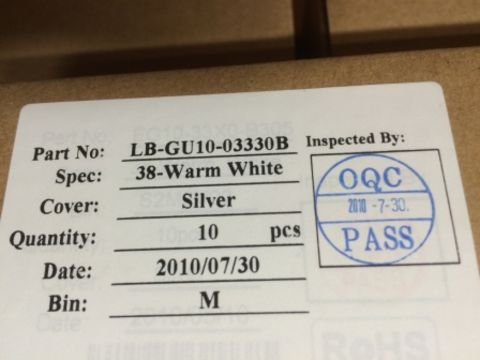 Part No: LB-GU10-03330B
Inspected By:
Spec: 38-Warm White
Cover: Silver
Quantity: 10 pcs
Date: 2010/07/30
Bin: M
OQC
2010 -7-30.
PASS
RoHS